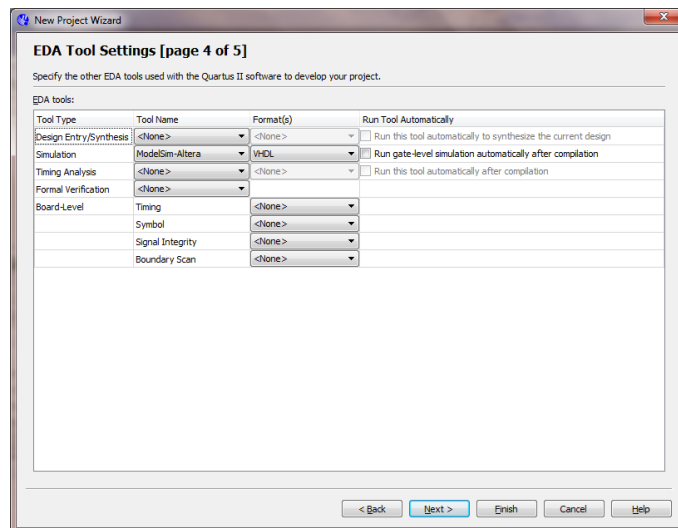 New Project Wizard
EDA Tool Settings [page 4 of 5]
Specify the other EDA tools used with the Quartus II software to develop your project.
EDA tools:
Tool Type Tool Name Format(s) Run Tool Automatically
Design Entry/Synthesis <None> <None> Run this tool automatically to synthesize the current design
Simulation ModelSim-Altera VHDL Run gate-level simulation automatically after compilation
Timing Analysis <None> <None> Run this tool automatically after compilation
Formal Verification <None>
Board-Level Timing <None>
Symbol <None>
Signal Integrity <None>
Boundary Scan <None>
< Back Next > Finish Cancel Help